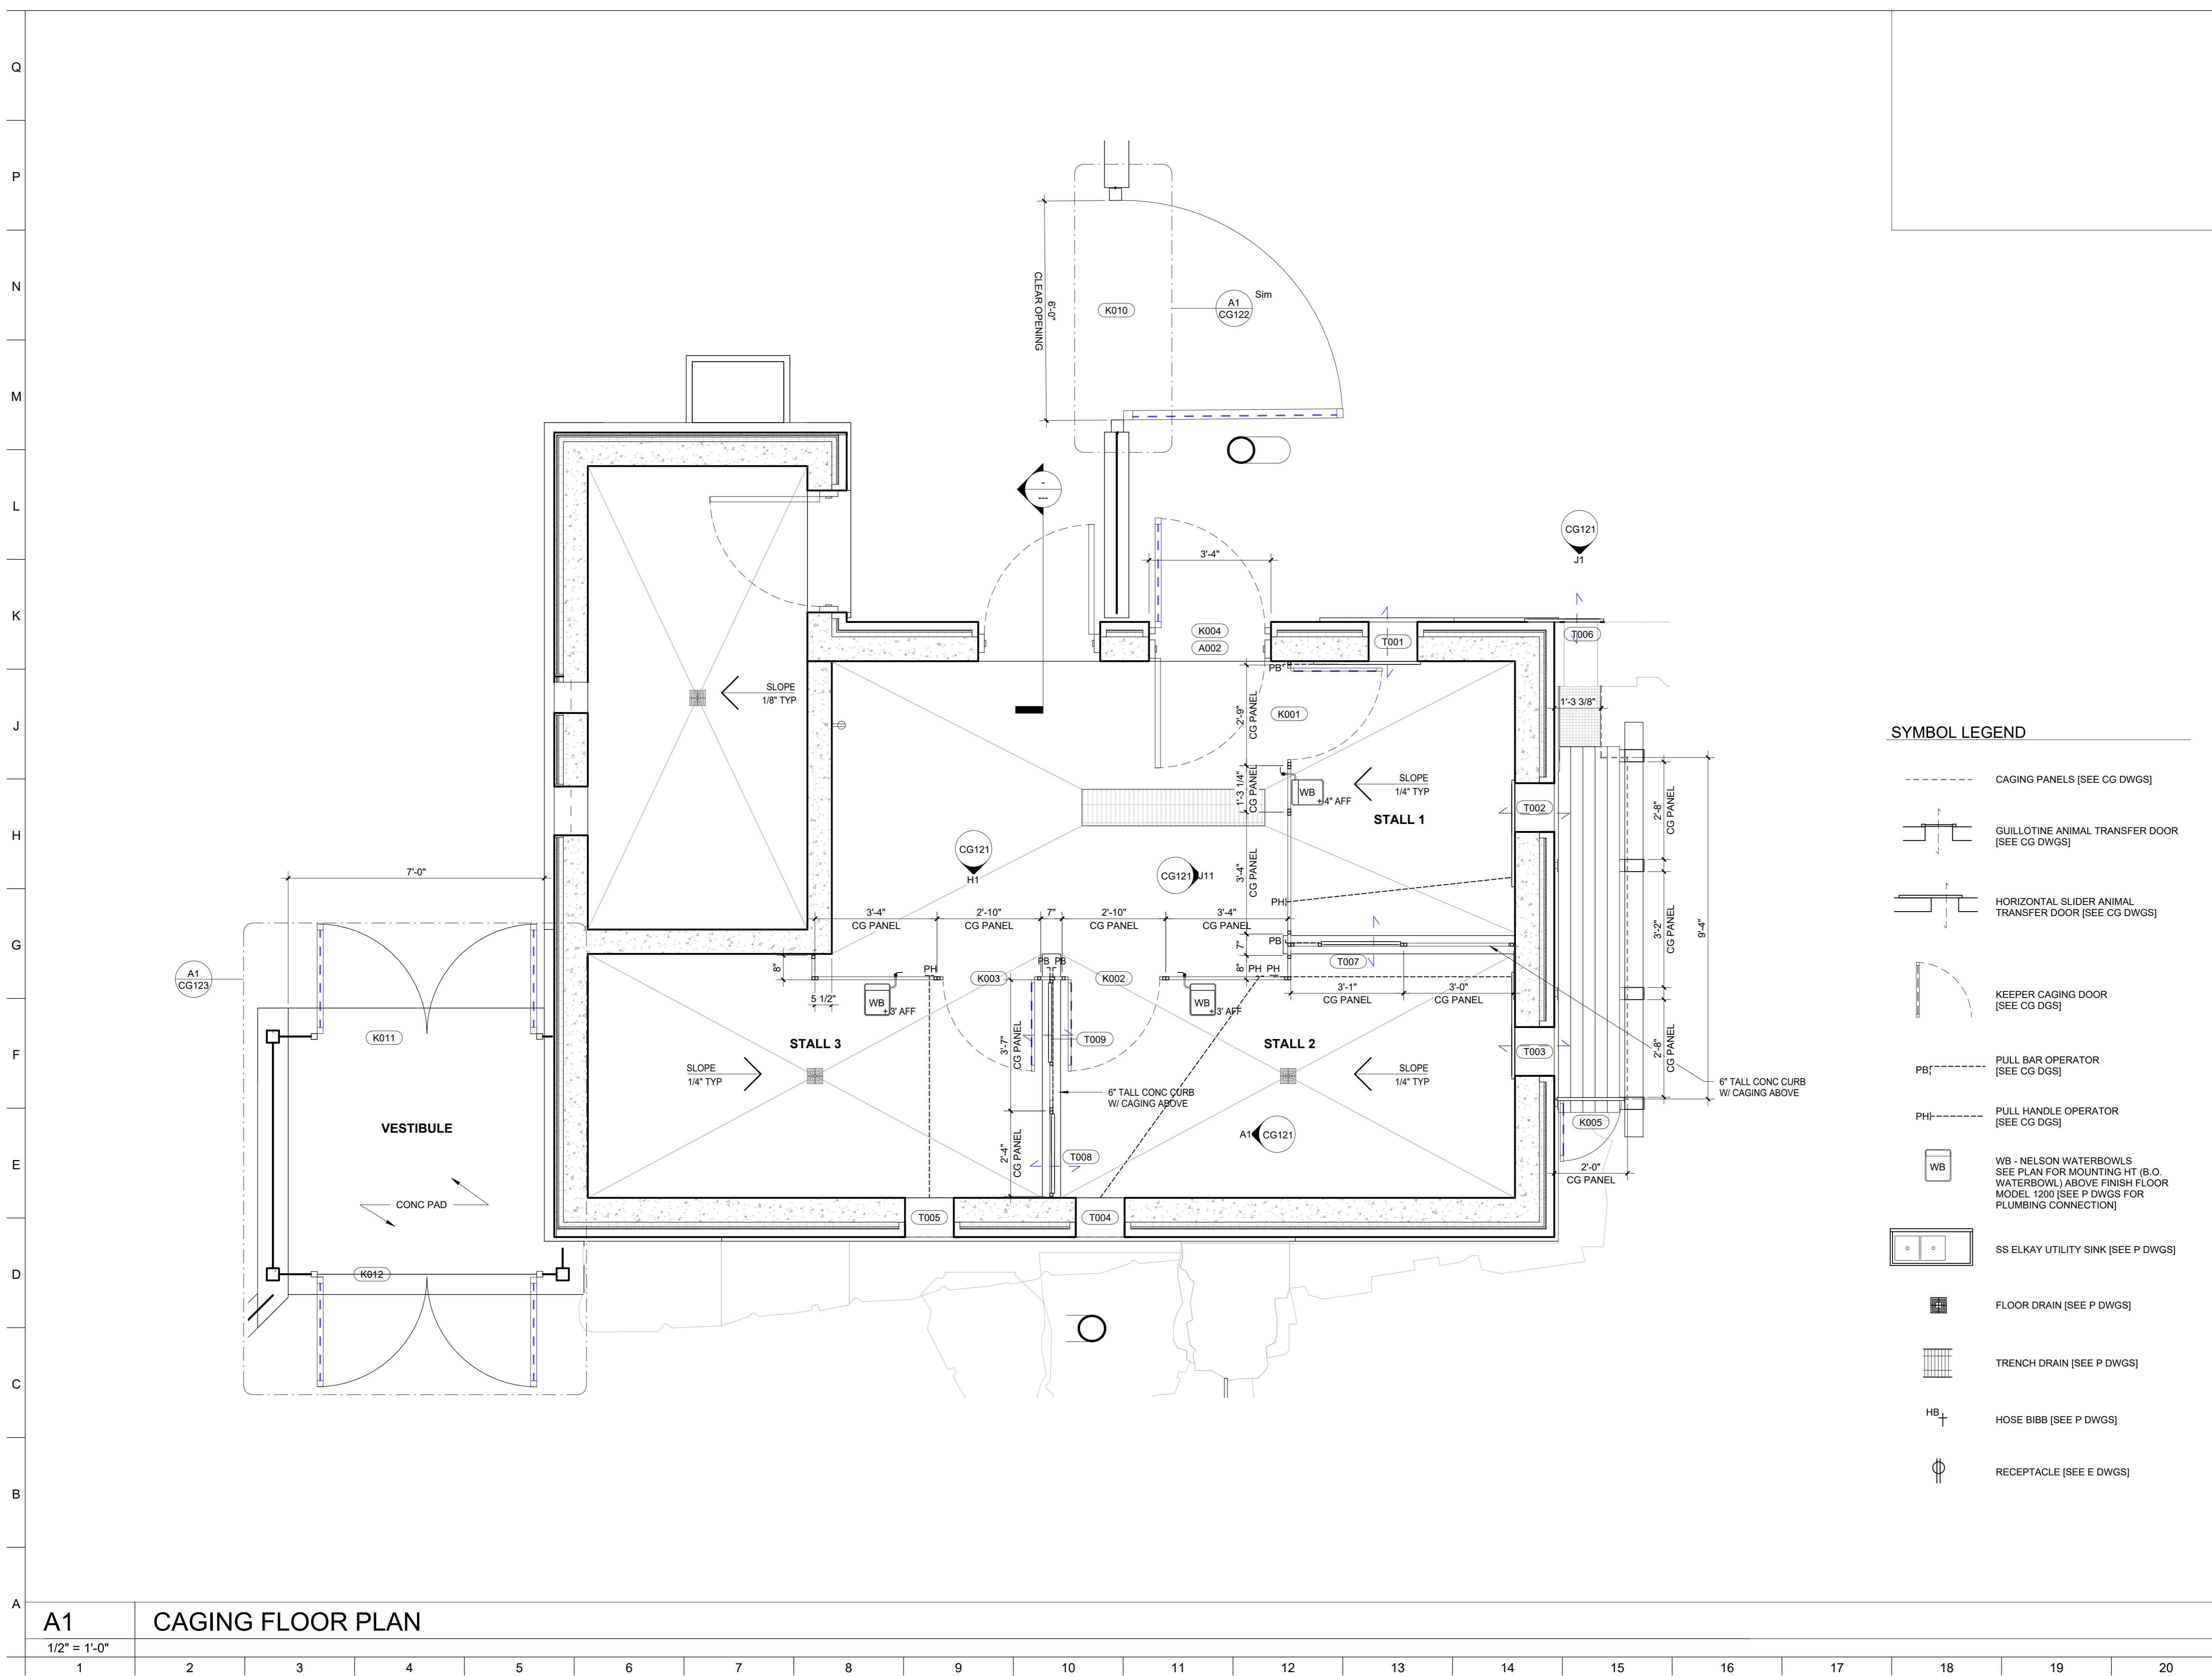 Q
P
N
M
L
K
J
H
G
F
E
D
C
B
A
6'-0"
CLEAR OPENING
K010
A1
CG122
Sim
-
---
CG121
J1
3'-4"
K004
A002
T001
T006
PB
SLOPE
1/8" TYP
2'-9"
CG PANEL
K001
1'-3 3/8"
1'-3 1/4"
CG PANEL
WB
+ 4" AFF
SLOPE
1/4" TYP
STALL 1
T002
2'-8"
CG PANEL
CG121
H1
CG121
J11
3'-4"
CG PANEL
7'-0"
PH
3'-4"
CG PANEL
2'-10"
CG PANEL
7"
2'-10"
CG PANEL
3'-4"
CG PANEL
7"
PB
3'-2"
CG PANEL
9'-4"
A1
CG123
8"
PH
K003
PB PB
K002
8"
PH PH
T007
5 1/2"
WB
+ 3' AFF
WB
+ 3' AFF
3'-1"
CG PANEL
3'-0"
CG PANEL
K011
STALL 3
3'-7"
CG PANEL
T009
STALL 2
T003
2'-8"
CG PANEL
SLOPE
1/4" TYP
SLOPE
1/4" TYP
6" TALL CONC CURB
W/ CAGING ABOVE
6" TALL CONC CURB
W/ CAGING ABOVE
VESTIBULE
A1
CG121
K005
2'-4"
CG PANEL
T008
2'-0"
CG PANEL
CONC PAD
T005
T004
K012
SYMBOL LEGEND
CAGING PANELS [SEE CG DWGS]
GUILLOTINE ANIMAL TRANSFER DOOR
[SEE CG DWGS]
HORIZONTAL SLIDER ANIMAL
TRANSFER DOOR [SEE CG DWGS]
KEEPER CAGING DOOR
[SEE CG DGS]
PB
PULL BAR OPERATOR
[SEE CG DGS]
PH
PULL HANDLE OPERATOR
[SEE CG DGS]
WB
WB - NELSON WATERBOWLS
SEE PLAN FOR MOUNTING HT (B.O.
WATERBOWL) ABOVE FINISH FLOOR
MODEL 1200 [SEE P DWGS FOR
PLUMBING CONNECTION]
SS ELKAY UTILITY SINK [SEE P DWGS]
FLOOR DRAIN [SEE P DWGS]
TRENCH DRAIN [SEE P DWGS]
HB
HOSE BIBB [SEE P DWGS]
RECEPTACLE [SEE E DWGS]
A1
CAGING FLOOR PLAN
1/2" = 1'-0"
1 2 3 4 5 6 7 8 9 10 11 12 13 14 15 16 17 18 19 20